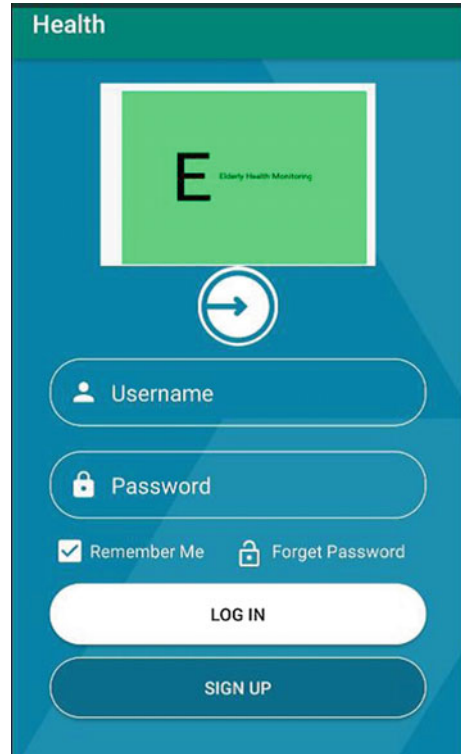 Health
E Elderly Health Monitoring
Username
Password
Remember Me Forget Password
LOG IN
SIGN UP